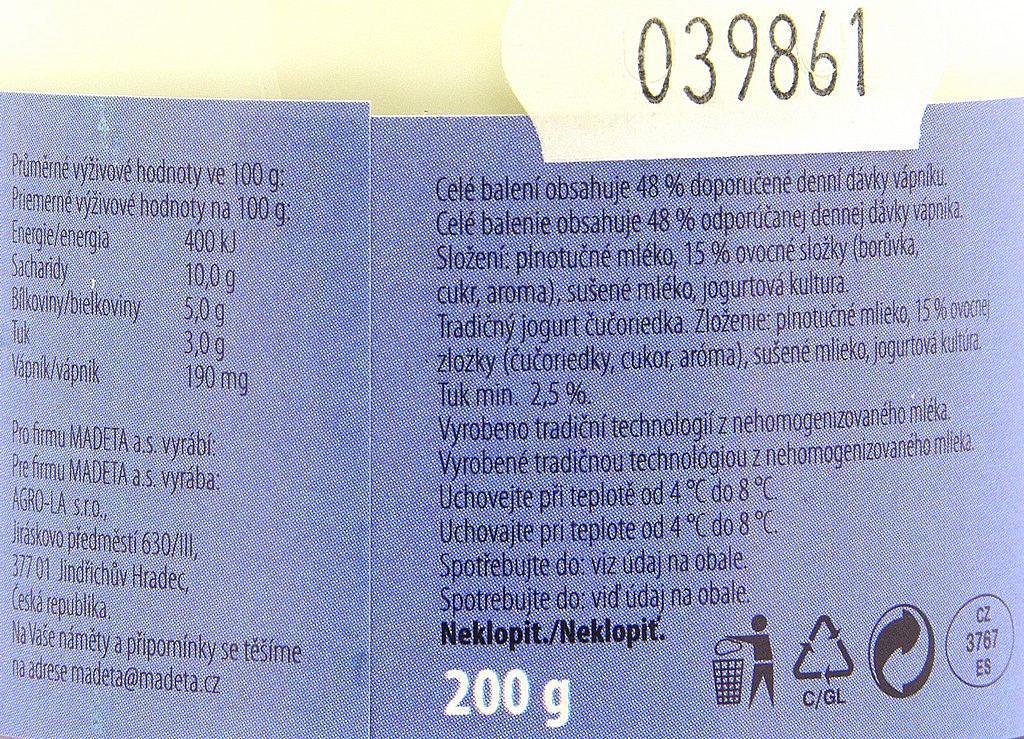 039861
Průměrné výživové hodnoty ve 100 g:
Priemerné výživové hodnoty na 100 g:
Energie/energia 400 kJ
Sacharidy 10,0 g
Bílkoviny/bielkoviny 5,0 g
Tuk 3,0 g
Vápník/vápnik 190 mg
Pro firmu MADETA a.s. vyrábí:
Pre firmu MADETA a.s. vyrába:
AGRO-LA s.r.o.,
Jiráskovo předměstí 630/III,
377 01 Jindřichův Hradec,
Česká republika.
Na Vaše náměty a připomínky se těšíme
na adrese madeta@madeta.cz
Celé balení obsahuje 48 % doporučené denní dávky vápníku.
Celé balenie obsahuje 48 % odporúčanej dennej dávky vápnika.
Složení: plnotučné mléko, 15 % ovocné složky (borůvka,
cukr, aroma), sušené mléko, jogurtová kultura.
Tradičný jogurt čučoriedka. Zloženie: plnotučné mlieko, 15 % ovocnej
zložky (čučoriedky, cukor, aróma), sušené mlieko, jogurtová kultúra.
Tuk min. 2,5 %.
Vyrobeno tradiční technologií z nehomogenizovaného mléka.
Vyrobené tradičnou technológiou z nehomogenizovaného mlieka.
Uchovejte při teplotě od 4 °C do 8 °C.
Uchovajte pri teplote od 4 °C do 8 °C.
Spotřebujte do: viz údaj na obale.
Spotrebujte do: viď údaj na obale.
Neklopit./Neklopiť.
200 g
C/GL
CZ
3767
ES